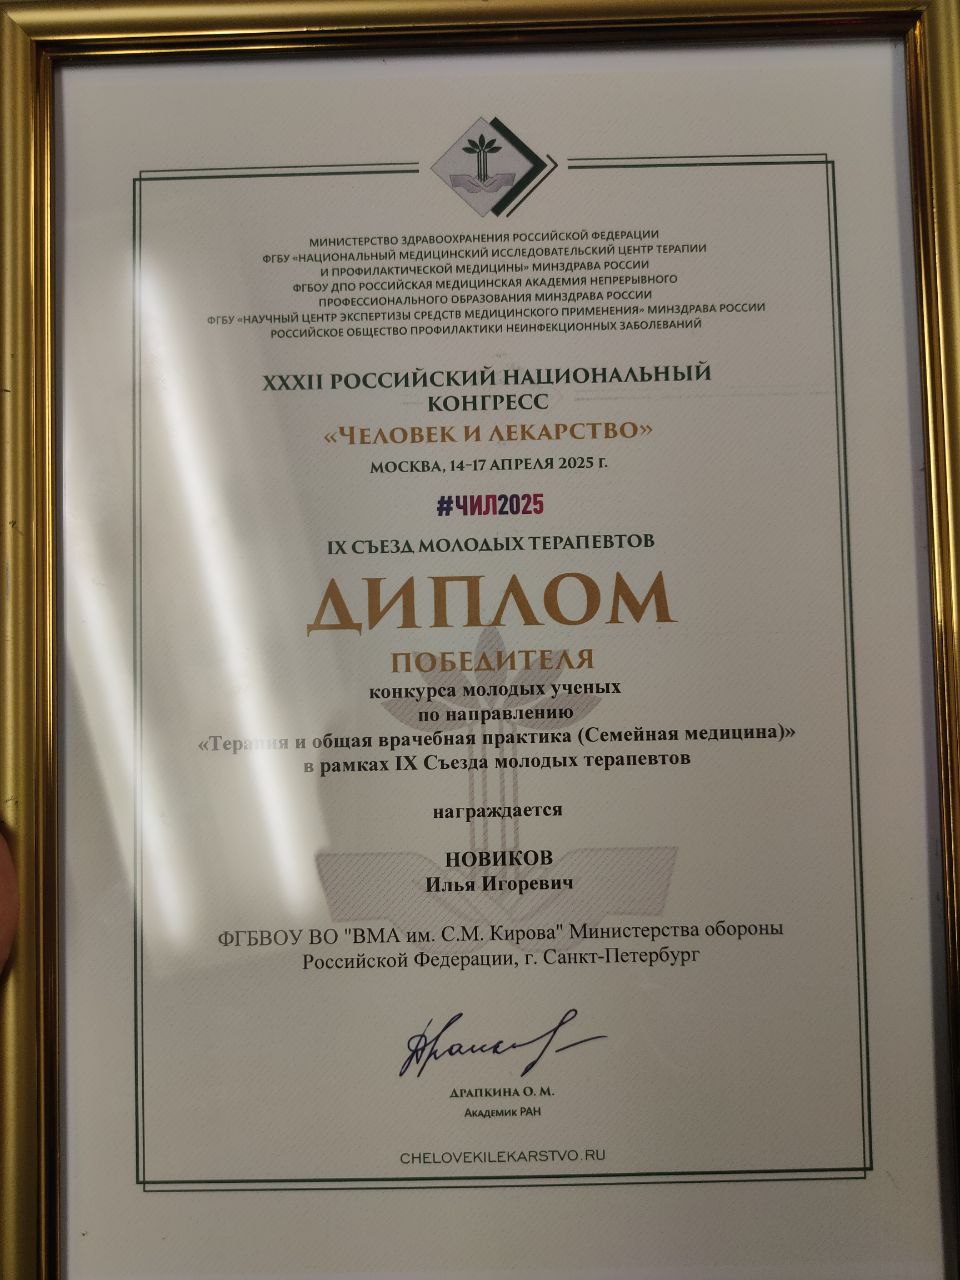 МИНИСТЕРСТВО ЗДРАВООХРАНЕНИЯ РОССИЙСКОЙ ФЕДЕРАЦИИ
ФГБУ «НАЦИОНАЛЬНЫЙ МЕДИЦИНСКИЙ ИССЛЕДОВАТЕЛЬСКИЙ ЦЕНТР ТЕРАПИИ
И ПРОФИЛАКТИЧЕСКОЙ МЕДИЦИНЫ» МИНЗДРАВА РОССИИ
ФГБОУ ДПО РОССИЙСКАЯ МЕДИЦИНСКАЯ АКАДЕМИЯ НЕПРЕРЫВНОГО
ПРОФЕССИОНАЛЬНОГО ОБРАЗОВАНИЯ МИНЗДРАВА РОССИИ
ФГБУ «НАУЧНЫЙ ЦЕНТР ЭКСПЕРТИЗЫ СРЕДСТВ МЕДИЦИНСКОГО ПРИМЕНЕНИЯ» МИНЗДРАВА РОССИИ
РОССИЙСКОЕ ОБЩЕСТВО ПРОФИЛАКТИКИ НЕИНФЕКЦИОННЫХ ЗАБОЛЕВАНИЙ
XXXII РОССИЙСКИЙ НАЦИОНАЛЬНЫЙ
КОНГРЕСС
«ЧЕЛОВЕК И ЛЕКАРСТВО»
МОСКВА, 14-17 АПРЕЛЯ 2025 г.
#ЧИЛ2025
IX СЪЕЗД МОЛОДЫХ ТЕРАПЕВТОВ
ДИПЛОМ
ПОБЕДИТЕЛЯ
конкурса молодых ученых
по направлению
«Терапия и общая врачебная практика (Семейная медицина)»
в рамках IX Съезда молодых терапевтов
награждается
НОВИКОВ
Илья Игоревич
ФГБВОУ ВО "ВМА им. С.М. Кирова" Министерства обороны
Российской Федерации, г. Санкт-Петербург
ДРАПКИНА О. М.
Академик РАН
CHELOVEKILEKARSTVO.RU